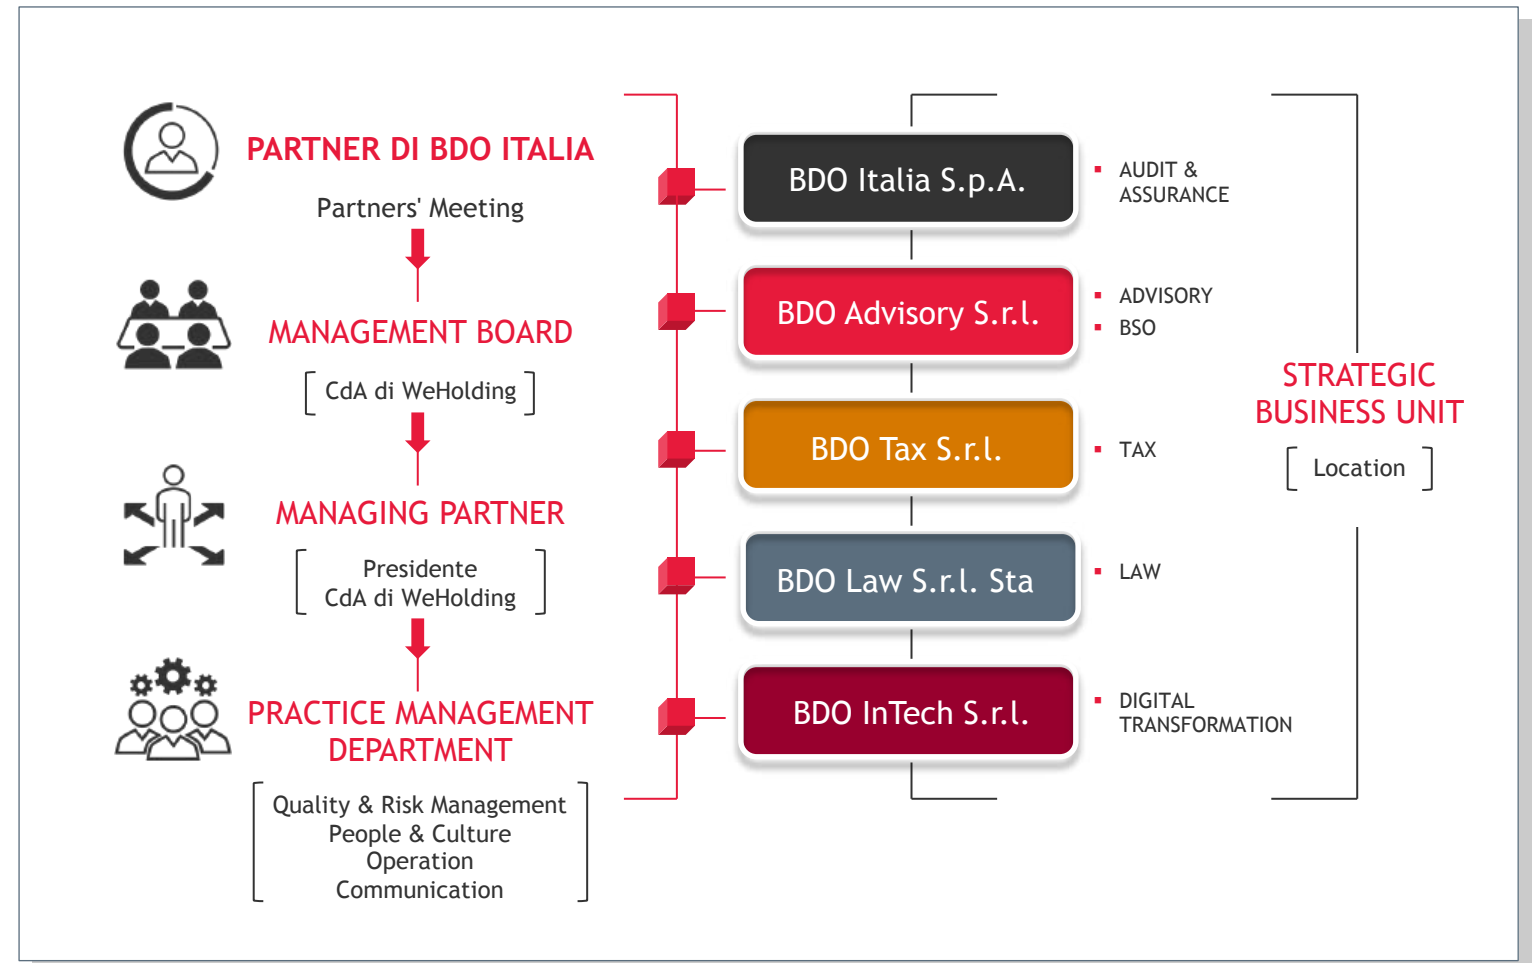 PARTNER DI BDO ITALIA
Partners' Meeting
MANAGEMENT BOARD
CdA di WeHolding
MANAGING PARTNER
Presidente
CdA di WeHolding
PRACTICE MANAGEMENT
DEPARTMENT
Quality & Risk Management
People & Culture
Operation
Communication
BDO Italia S.p.A.
AUDIT &
ASSURANCE
BDO Advisory S.r.l.
ADVISORY
BSO
BDO Tax S.r.l.
TAX
BDO Law S.r.l. Sta
LAW
BDO InTech S.r.l.
DIGITAL
TRANSFORMATION
STRATEGIC
BUSINESS UNIT
Location